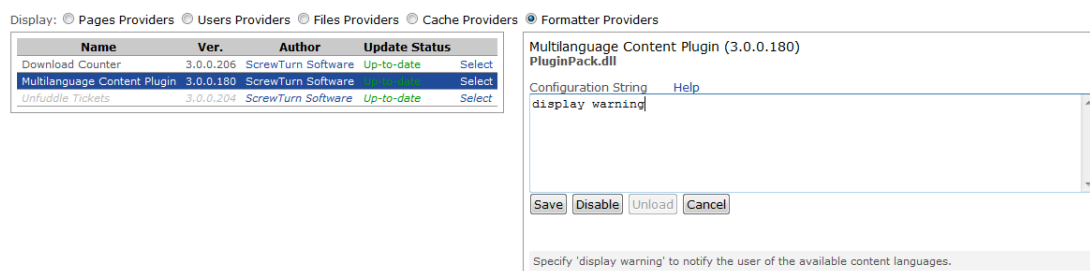 Display: Pages Providers Users Providers Files Providers Cache Providers Formatter Providers
Name Ver. Author Update Status
Download Counter 3.0.0.206 ScrewTurn Software Up-to-date Select
Multilanguage Content Plugin 3.0.0.180 ScrewTurn Software Up-to-date Select
Unfuddle Tickets 3.0.0.204 ScrewTurn Software Up-to-date Select
Multilanguage Content Plugin (3.0.0.180)
PluginPack.dll
Configuration String Help
display warning
Save Disable Unload Cancel
Specify 'display warning' to notify the user of the available content languages.